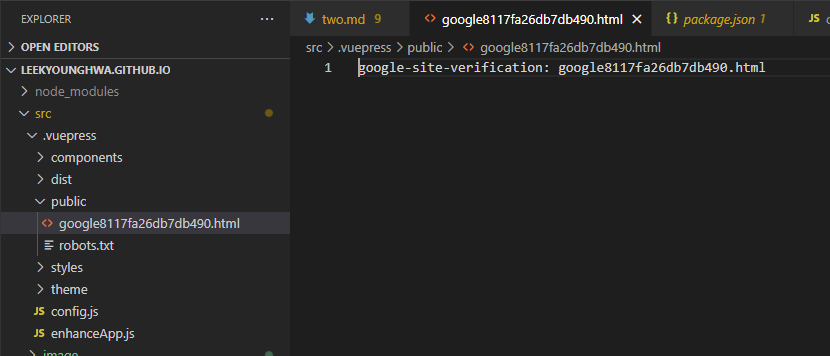 EXPLORER
OPEN EDITORS
LEEKYOUNGHWA.GITHUB.IO
node_modules
src
.vuepress
components
dist
public
google8117fa26db7db490.html
robots.txt
styles
theme
JS config.js
JS enhanceApp.js
image
two.md 9
google8117fa26db7db490.html
package.json 1
JS
src > .vuepress > public > google8117fa26db7db490.html
1 google-site-verification: google8117fa26db7db490.html